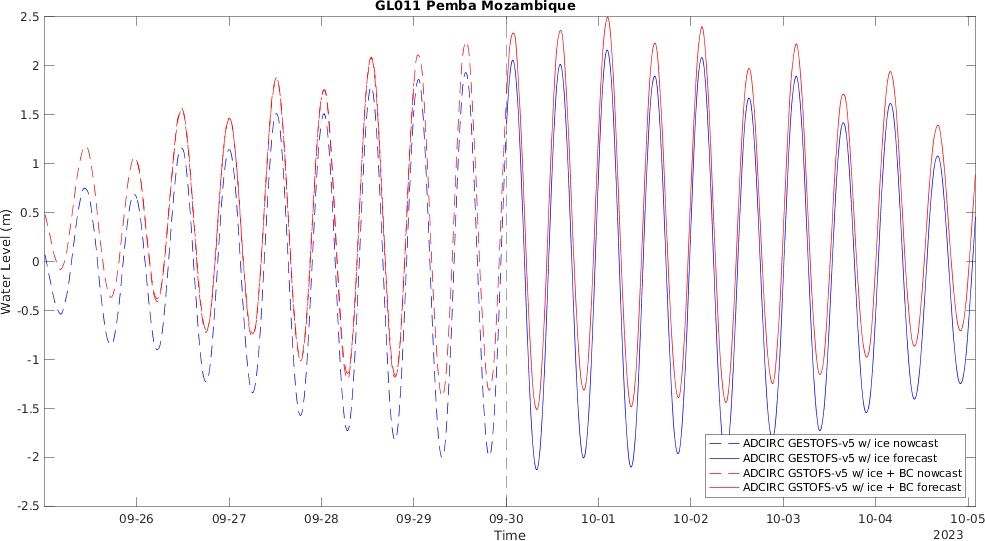 GL011 Pemba Mozambique
2.5
2
1.5
1
0.5
0
-0.5
-1
-1.5
-2
-2.5
Water Level (m)
ADCIRC GESTOFS-v5 w/ ice nowcast
ADCIRC GESTOFS-v5 w/ ice forecast
ADCIRC GSTOFS-v5 w/ ice + BC nowcast
ADCIRC GSTOFS-v5 w/ ice + BC forecast
09-26 09-27 09-28 09-29 09-30 10-01 10-02 10-03 10-04 10-05
Time
2023